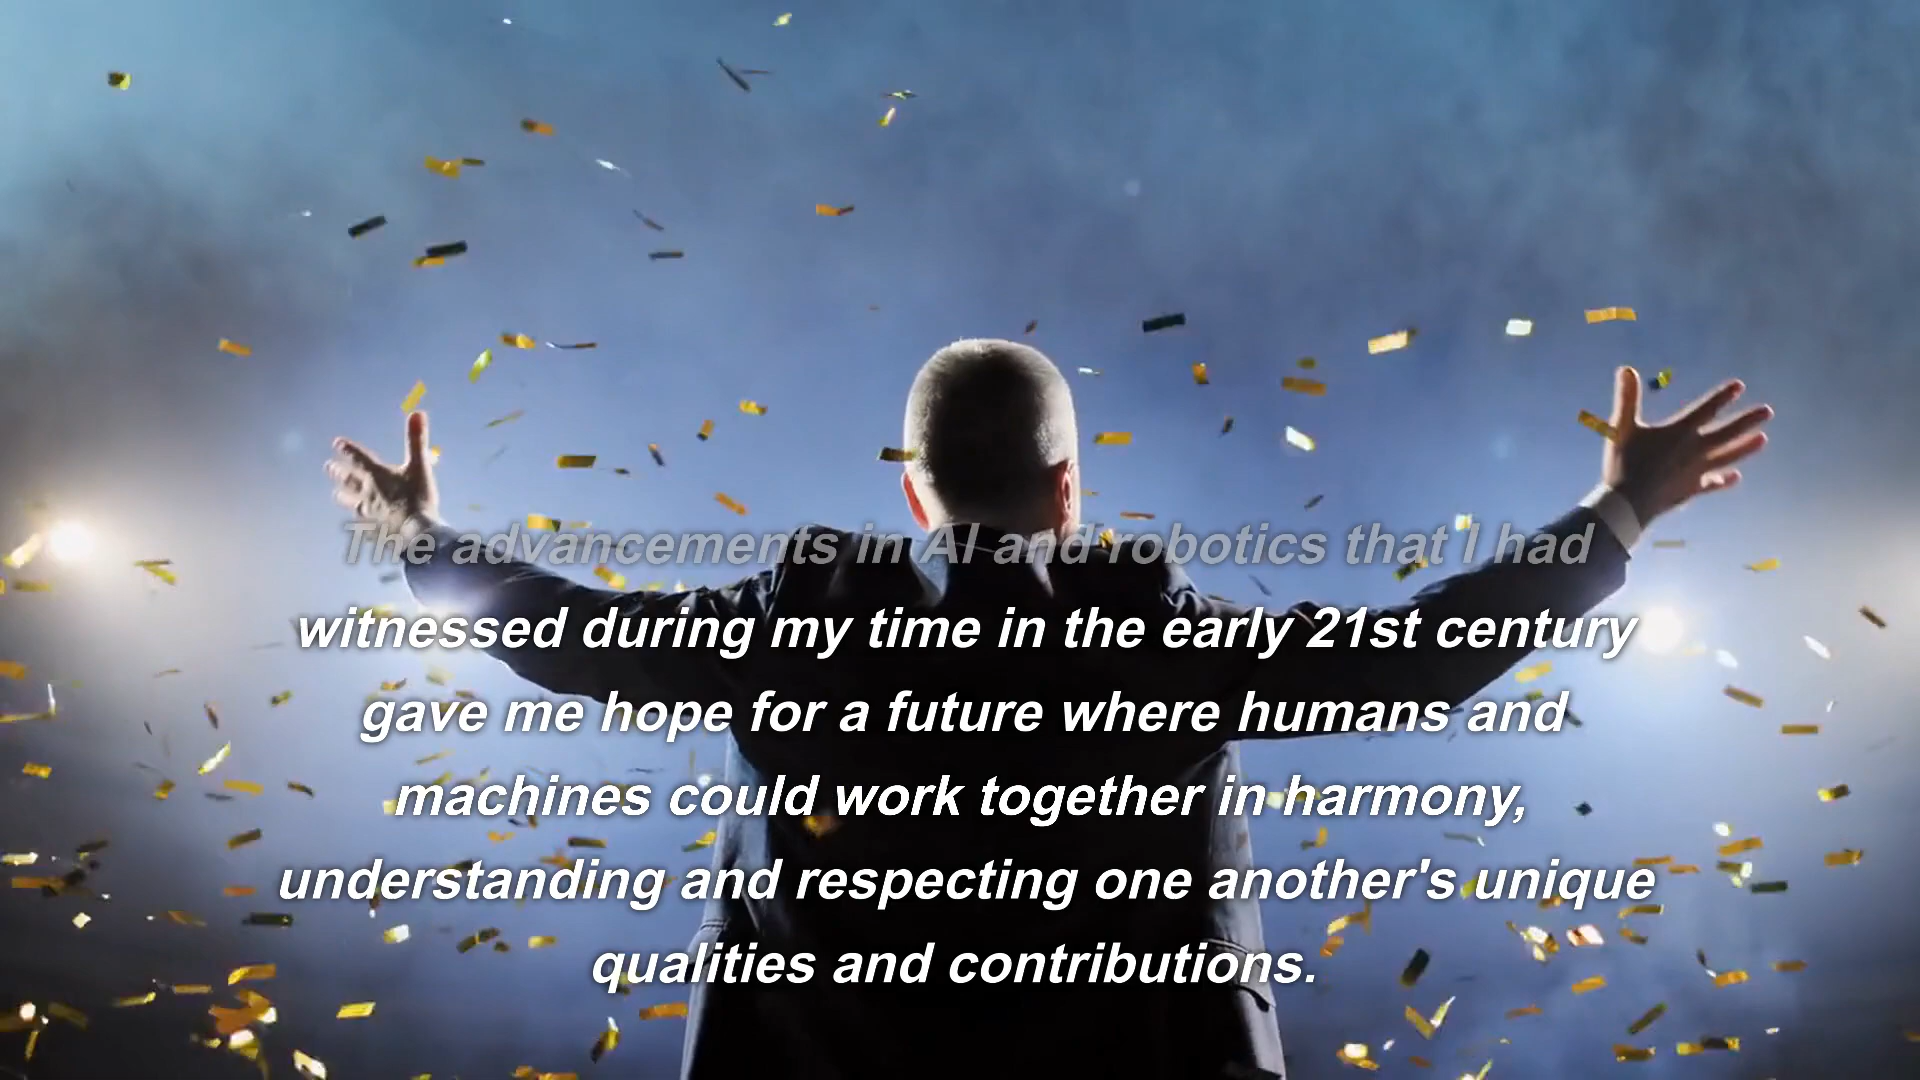 The advancements in AI and robotics that I had
witnessed during my time in the early 21st century
gave me hope for a future where humans and
machines could work together in harmony,
understanding and respecting one another's unique
qualities and contributions.